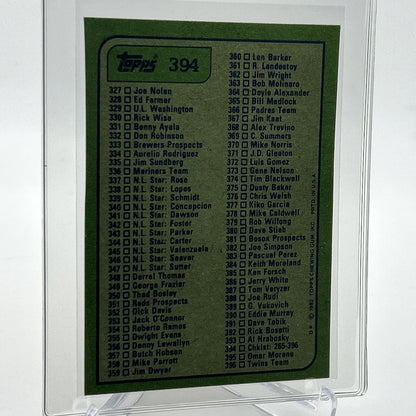 Topps 394
327 □ Joe Nolan
328 □ Ed Farmer
329 □ U.L. Washington
330 □ Rick Wise
331 □ Benny Ayala
332 □ Don Robinson
333 □ Brewers Prospects
334 □ Aurelio Rodriguez
335 □ Jim Sundberg
336 □ Mariners Team
337 □ N.L. Star: Rose
338 □ N.L. Star: Lopes
339 □ N.L. Star: Schmidt
340 □ N.L. Star: Concepcion
341 □ N.L. Star: Dawson
342 □ N.L. Star: Foster
343 □ N.L. Star: Parker
344 □ N.L. Star: Carter
345 □ N.L. Star: Valenzuela
346 □ N.L. Star: Seaver
347 □ N.L. Star: Sutter
348 □ Derrel Thomas
349 □ George Frazier
350 □ Thad Bosley
351 □ Reds Prospects
352 □ Dick Davis
353 □ Jack O'Connor
354 □ Roberto Ramos
355 □ Dwight Evans
356 □ Denny Lewallyn
357 □ Butch Hobson
358 □ Mike Parrott
359 □ Jim Dwyer
360 □ Len Barker
361 □ R. Landestoy
362 □ Jim Wright
363 □ Bob Molinaro
364 □ Doyle Alexander
365 □ Bill Madlock
366 □ Padres Team
367 □ Jim Kaat
368 □ Alex Trevino
369 □ C. Summers
370 □ Mike Norris
371 □ J.D. Gleaton
372 □ Luis Gomez
373 □ Gene Nelson
374 □ Tim Blackwell
375 □ Dusty Baker
376 □ Chris Welsh
377 □ Kiko Garcia
378 □ Mike Caldwell
379 □ Rob Wilfong
380 □ Dave Stieb
381 □ Bosox Prospects
382 □ Joe Simpson
383 □ Pascual Perez
384 □ Keith Moreland
385 □ Ken Forsch
386 □ Jerry White
387 □ Tom Veryzer
388 □ Joe Rudi
389 □ G. Vukovich
390 □ Eddie Murray
391 □ Dave Tobik
392 □ Rick Bosetti
393 □ Al Hrabosky
394 □ Chklst: 265-396
395 □ Omar Moreno
396 □ Twins Team
© 1982 TOPPS CHEWING GUM, INC. PRTD. IN U.S.A.